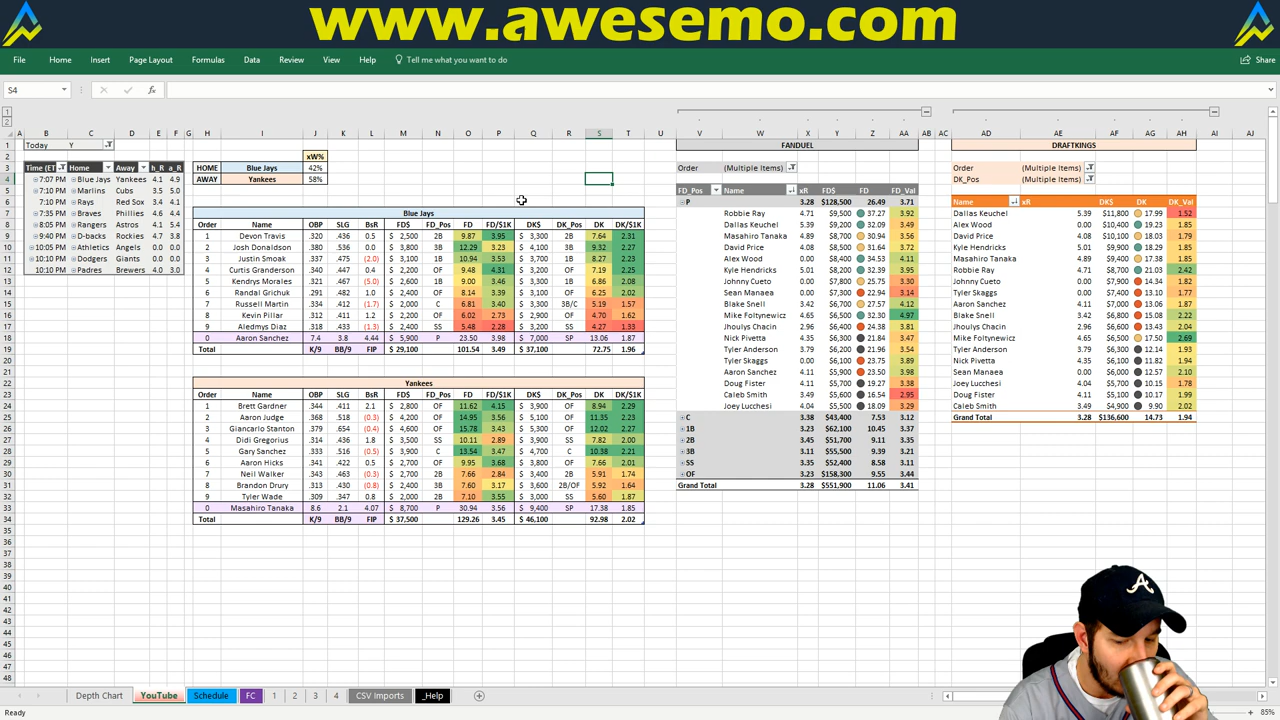 www.awesemo.com
File Home Insert Page Layout Formulas Data Review View Help Tell me what you want to do Share
S4
A B C D E F G H I J K L M N O P Q R S T U V W X Y Z AA AB AC AD AE AF AG AH AI AJ
Today Y
xW%
HOME Blue Jays 42%
AWAY Yankees 58%
Time (ET Home Away h_R a_R
7:07 PM Blue Jays Yankees 4.1 4.9
7:10 PM Marlins Cubs 3.5 5.0
7:10 PM Rays Red Sox 3.4 4.1
7:35 PM Braves Phillies 4.6 4.4
8:05 PM Rangers Astros 4.1 5.4
9:40 PM D-backs Rockies 4.7 3.9
10:05 PM Athletics Angels 0.0 0.0
10:10 PM Dodgers Giants 0.0 0.0
10:10 PM Padres Brewers 4.0 3.0
Blue Jays
Order Name OBP SLG BsR FD$ FD_Pos FD FD/$1K DK$ DK_Pos DK DK/$1K
1 Devon Travis .320 .436 0.5 $ 2,500 2B 9.87 3.95 $ 3,300 2B 7.64 2.31
2 Josh Donaldson .380 .536 0.0 $ 3,800 3B 12.29 3.23 $ 4,100 3B 9.32 2.27
3 Justin Smoak .357 .485 (2.0) $ 3,100 1B 10.94 3.53 $ 3,700 1B 8.27 2.23
4 Curtis Granderson .340 .447 0.4 $ 2,200 OF 9.48 4.31 $ 3,200 OF 7.19 2.25
5 Kendrys Morales .321 .467 (5.0) $ 2,600 1B 9.00 3.46 $ 3,300 1B 6.86 2.08
6 Randal Grichuk .291 .482 1.0 $ 2,400 OF 8.14 3.39 $ 3,100 OF 6.25 2.02
7 Russell Martin .334 .412 (1.7) $ 2,000 C 6.81 3.40 $ 3,300 3B/C 5.19 1.57
8 Kevin Pillar .312 .412 1.2 $ 2,200 OF 6.02 2.73 $ 2,900 OF 4.70 1.62
9 Aledmys Diaz .318 .433 (1.3) $ 2,400 SS 5.48 2.28 $ 3,200 SS 4.27 1.33
0 Aaron Sanchez 7.4 3.8 4.44 $ 5,900 P 23.50 3.98 $ 7,000 SP 13.06 1.87
Total K/9 BB/9 FIP $ 29,100 101.54 3.49 $ 37,100 72.75 1.96
Yankees
Order Name OBP SLG BsR FD$ FD_Pos FD FD/$1K DK$ DK_Pos DK DK/$1K
1 Brett Gardner .344 .411 2.1 $ 2,800 OF 11.62 4.15 $ 3,900 OF 8.94 2.29
2 Aaron Judge .368 .518 (0.3) $ 4,200 OF 14.95 3.56 $ 5,100 OF 11.35 2.23
3 Giancarlo Stanton .379 .654 (0.4) $ 4,600 OF 15.78 3.43 $ 5,300 OF 12.02 2.27
4 Didi Gregorius .314 .436 1.8 $ 3,500 SS 10.11 2.89 $ 3,900 SS 7.82 2.00
5 Gary Sanchez .333 .516 (0.5) $ 3,900 C 13.54 3.47 $ 4,700 C 10.38 2.21
6 Aaron Hicks .341 .422 0.5 $ 2,700 OF 9.95 3.68 $ 3,800 OF 7.66 2.01
7 Neil Walker .343 .463 (0.3) $ 2,700 2B 7.66 2.84 $ 3,400 2B 5.91 1.74
8 Brandon Drury .313 .430 (0.8) $ 2,400 3B 7.60 3.17 $ 3,600 2B/OF 5.92 1.64
9 Tyler Wade .309 .347 0.8 $ 2,000 SS 7.10 3.55 $ 3,000 SS 5.60 1.87
0 Masahiro Tanaka 8.6 2.1 4.07 $ 8,700 P 30.94 3.56 $ 9,400 SP 17.38 1.85
Total K/9 BB/9 FIP $ 37,500 129.26 3.45 $ 46,100 92.98 2.02
FANDUEL
Order (Multiple Items)
FD_Pos Name xR FD$ FD FD_Val
P 3.28 $128,500 26.49 3.71
Robbie Ray 4.71 $9,500 37.27 3.92
Dallas Keuchel 5.39 $9,200 32.09 3.49
Masahiro Tanaka 4.89 $8,700 30.94 3.56
David Price 4.08 $8,500 31.64 3.72
Alex Wood 0.00 $8,400 30.43 3.62
Kyle Hendricks 5.01 $8,200 32.39 3.95
Johnny Cueto 0.00 $7,800 25.74 3.30
Sean Manaea 0.00 $7,300 22.94 3.14
Blake Snell 3.42 $6,700 27.57 4.12
Mike Foltynewicz 4.65 $6,500 32.33 4.97
Jhoulys Chacin 2.96 $6,400 24.38 3.81
Nick Pivetta 4.39 $6,300 21.84 3.47
Tyler Anderson 3.94 $6,200 21.96 3.54
Tyler Skaggs 0.00 $6,100 23.75 3.89
Aaron Sanchez 4.11 $5,900 23.50 3.98
Doug Fister 4.11 $5,700 19.27 3.38
Caleb Smith 3.45 $5,600 16.54 2.95
Joey Lucchesi 4.04 $5,500 18.09 3.29
C 3.38 $43,400 7.53 3.12
1B 3.23 $62,100 10.45 3.37
2B 3.45 $51,700 9.11 3.35
3B 3.11 $55,500 9.39 3.21
SS 3.35 $52,400 8.58 3.11
OF 3.23 $158,300 9.55 3.44
Grand Total 3.28 $551,900 11.06 3.41
DRAFTKINGS
Order (Multiple Items)
DK_Pos (Multiple Items)
Name xR DK$ DK DK_Val
Dallas Keuchel 5.39 $11,800 17.99 1.52
Alex Wood 0.00 $10,400 19.23 1.85
David Price 4.08 $10,100 18.03 1.79
Kyle Hendricks 5.01 $9,900 18.29 1.85
Masahiro Tanaka 4.89 $9,400 17.38 1.85
Robbie Ray 4.71 $8,700 21.03 2.42
Johnny Cueto 0.00 $7,900 14.34 1.82
Tyler Skaggs 0.00 $7,400 13.10 1.77
Aaron Sanchez 4.11 $7,000 13.06 1.87
Blake Snell 3.42 $6,800 15.08 2.22
Jhoulys Chacin 2.96 $6,600 13.43 2.04
Mike Foltynewicz 4.65 $6,500 17.50 2.69
Tyler Anderson 3.94 $6,300 12.14 1.93
Nick Pivetta 4.39 $6,100 11.82 1.94
Sean Manaea 0.00 $6,000 11.95 1.99
Joey Lucchesi 4.04 $5,700 10.15 1.78
Doug Fister 4.11 $5,100 10.39 2.04
Caleb Smith 3.45 $4,900 9.90 2.02
Grand Total 3.28 $136,600 14.73 1.94
Depth Chart YouTube Schedule FC 1 2 3 4 CSV Imports _Help
Ready 85%